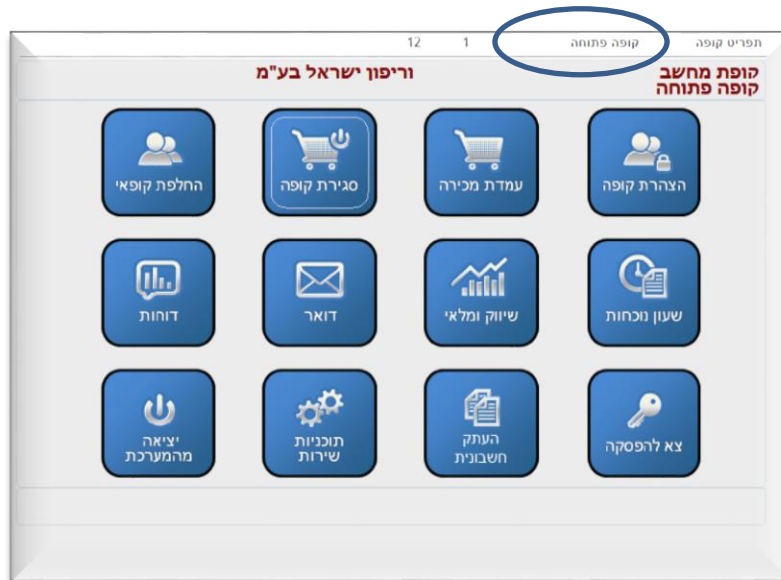 תפריט קופה קופה פתוחה 1 12
קופת מחשב וריפון ישראל בע"מ
קופה פתוחה
הצהרת קופה
עמדת מכירה
סגירת קופה
החלפת קופאי
שעון נוכחות
שיווק ומלאי
דואר
דוחות
צא להפסקה
העתק
חשבונית
תוכניות
שירות
יציאה
מהמערכת